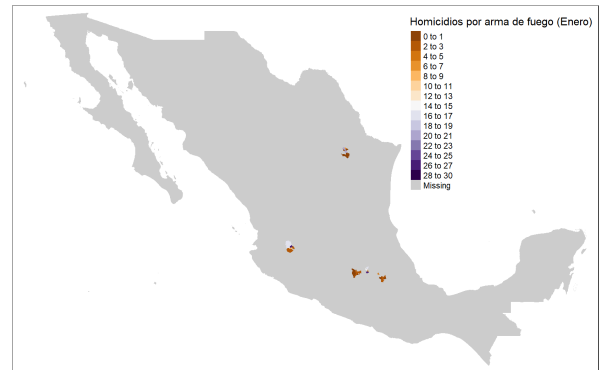 Homicidios por arma de fuego (Enero)
0 to 1
2 to 3
4 to 5
6 to 7
8 to 9
10 to 11
12 to 13
14 to 15
16 to 17
18 to 19
20 to 21
22 to 23
24 to 25
26 to 27
28 to 30
Missing